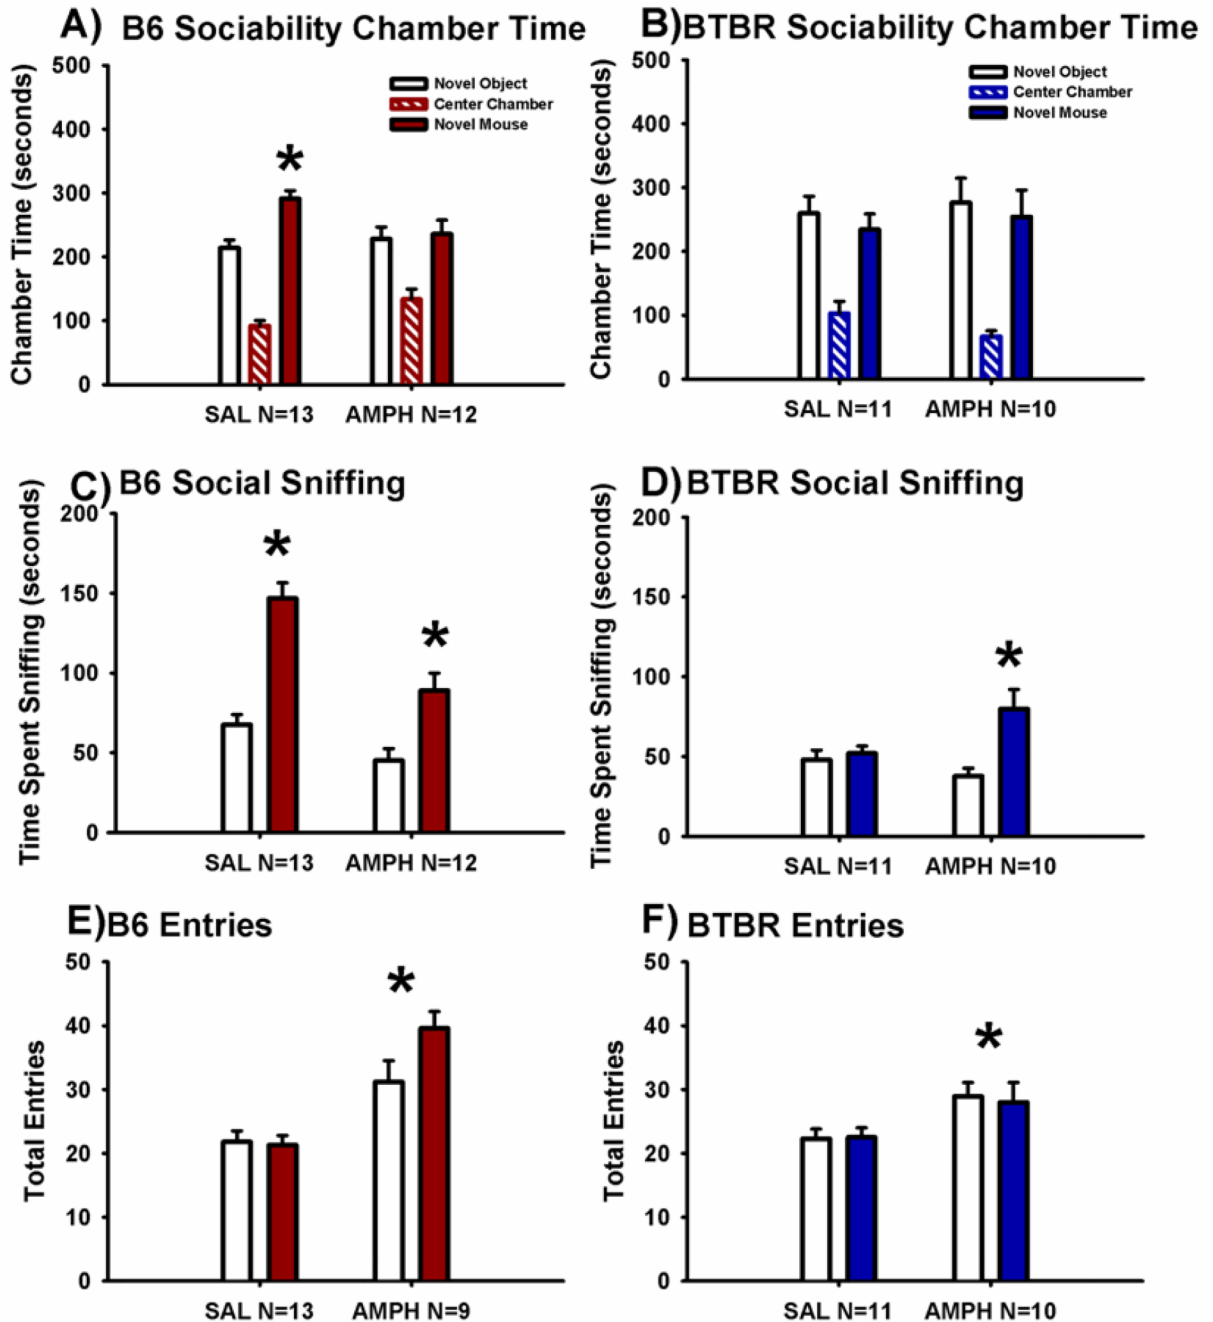 A) B6 Sociability Chamber Time
Chamber Time (seconds)
500
400
300
200
100
0
Novel Object
Center Chamber
Novel Mouse
*
SAL N=13 AMPH N=12
B) BTBR Sociability Chamber Time
Chamber Time (seconds)
500
400
300
200
100
0
Novel Object
Center Chamber
Novel Mouse
SAL N=11 AMPH N=10
C) B6 Social Sniffing
Time Spent Sniffing (seconds)
200
150
100
50
0
* *
SAL N=13 AMPH N=12
D) BTBR Social Sniffing
Time Spent Sniffing (seconds)
200
150
100
50
0
*
SAL N=11 AMPH N=10
E) B6 Entries
Total Entries
50
40
30
20
10
0
*
SAL N=13 AMPH N=9
F) BTBR Entries
Total Entries
50
40
30
20
10
0
*
SAL N=11 AMPH N=10